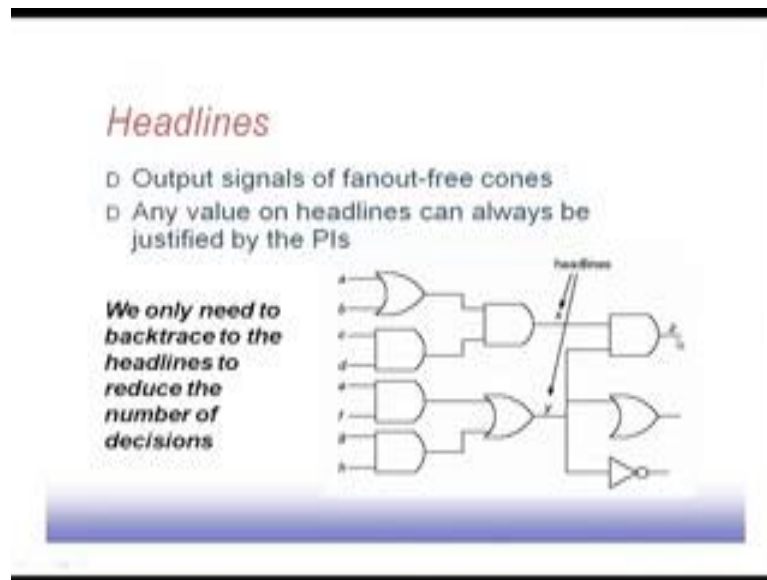 Headlines
D Output signals of fanout-free cones
D Any value on headlines can always be
justified by the PIs
We only need to
backtrace to the
headlines to
reduce the
number of
decisions
headlines
a
b
c
d
e
f
g
h
x
y
z